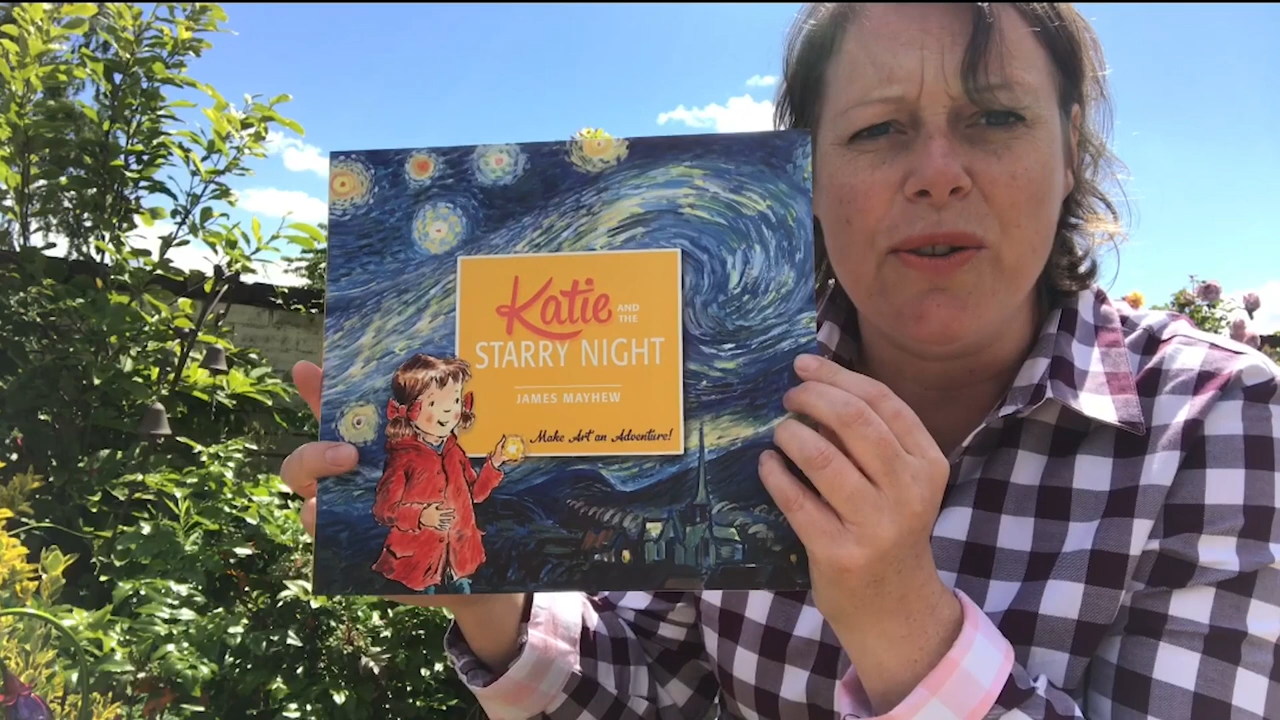 Katie AND
THE
STARRY NIGHT
JAMES MAYHEW
Make Art an Adventure!